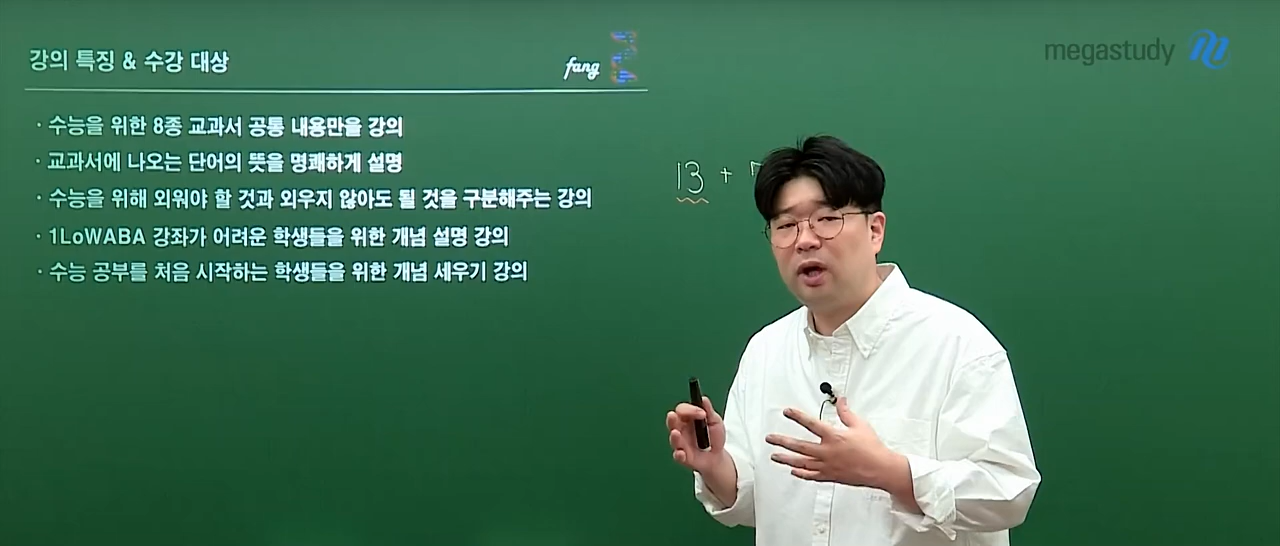 강의 특징 & 수강 대상
fang
megastudy
· 수능을 위한 8종 교과서 공통 내용만을 강의
· 교과서에 나오는 단어의 뜻을 명쾌하게 설명
· 수능을 위해 외워야 할 것과 외우지 않아도 될 것을 구분해주는 강의
· 1LoWABA 강좌가 어려운 학생들을 위한 개념 설명 강의
· 수능 공부를 처음 시작하는 학생들을 위한 개념 세우기 강의
13 +